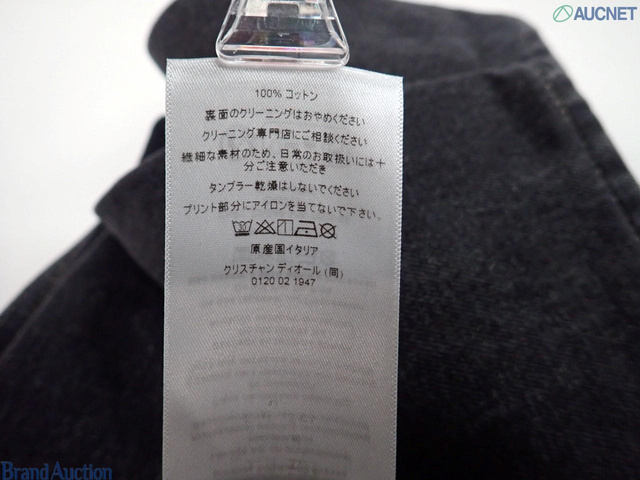 AUCNET
100% コットン
裏面のクリーニングはおやめください
クリーニング専門店にご相談ください
繊細な素材のため、日常のお取扱いには十
分ご注意いただき
タンブラー乾燥はしないでください
プリント部分にアイロンを当てないで下さい。
原産国イタリア
クリスチャン ディオール (同)
0120 02 1947
Brand Auction